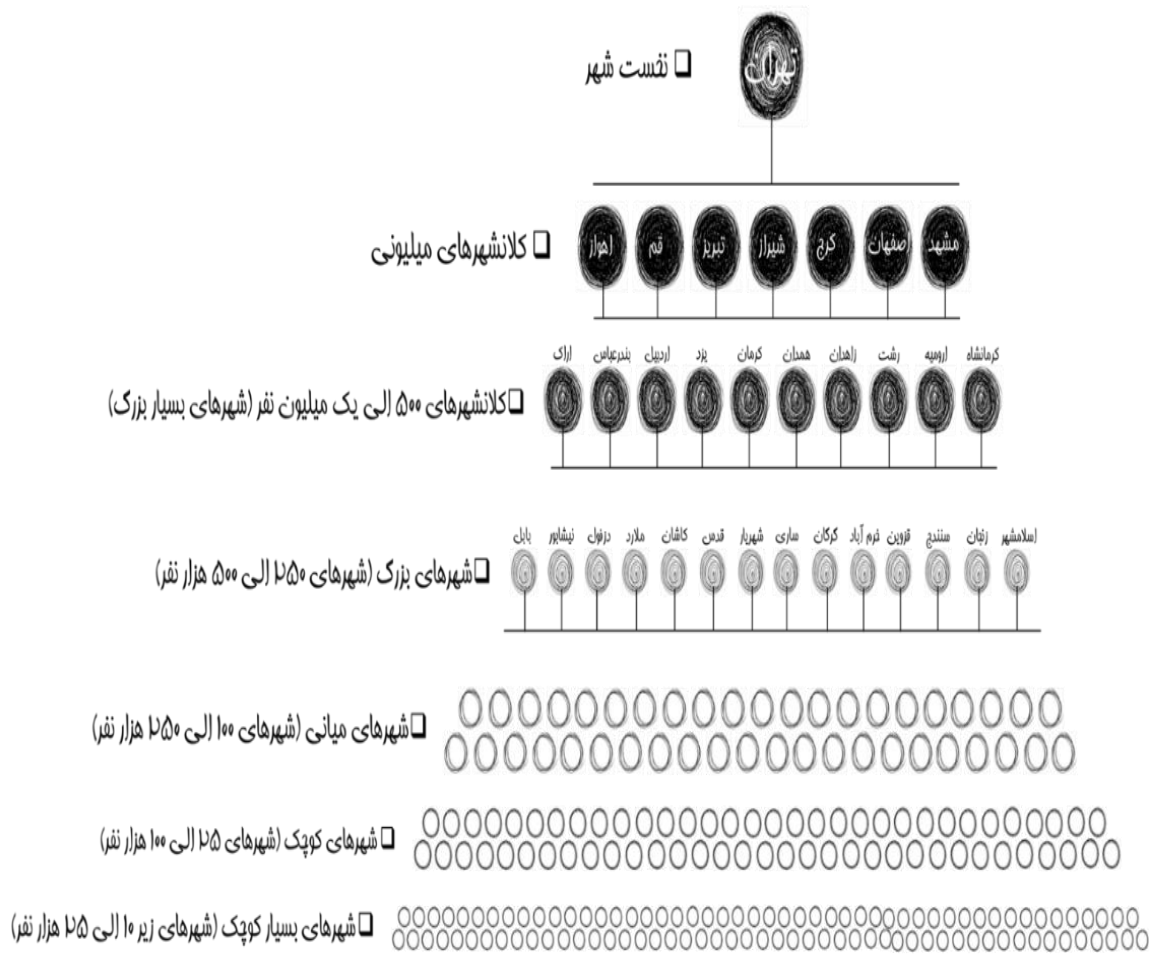 تهران
نخست شهر
مشهد اصفهان کرج شیراز تبریز قم اهواز
کلانشهرهای میلیونی
کرمانشاه ارومیه رشت زاهدان همدان کرمان یزد اردبیل بندرعباس اراک
کلانشهرهای ۵۰۰ الی یک میلیون نفر (شهرهای بسیار بزرگ)
اسلامشهر زنجان سنندج قزوین خرم آباد گرگان ساری شهریار قدس کاشان ملارد دزفول نیشابور بابل
شهرهای بزرگ (شهرهای ۲۵۰ الی ۵۰۰ هزار نفر)
شهرهای میانی (شهرهای ۱۰۰ الی ۲۵۰ هزار نفر)
شهرهای کوچک (شهرهای ۲۵ الی ۱۰۰ هزار نفر)
شهرهای بسیار کوچک (شهرهای زیر ۱۰ الی ۲۵ هزار نفر)